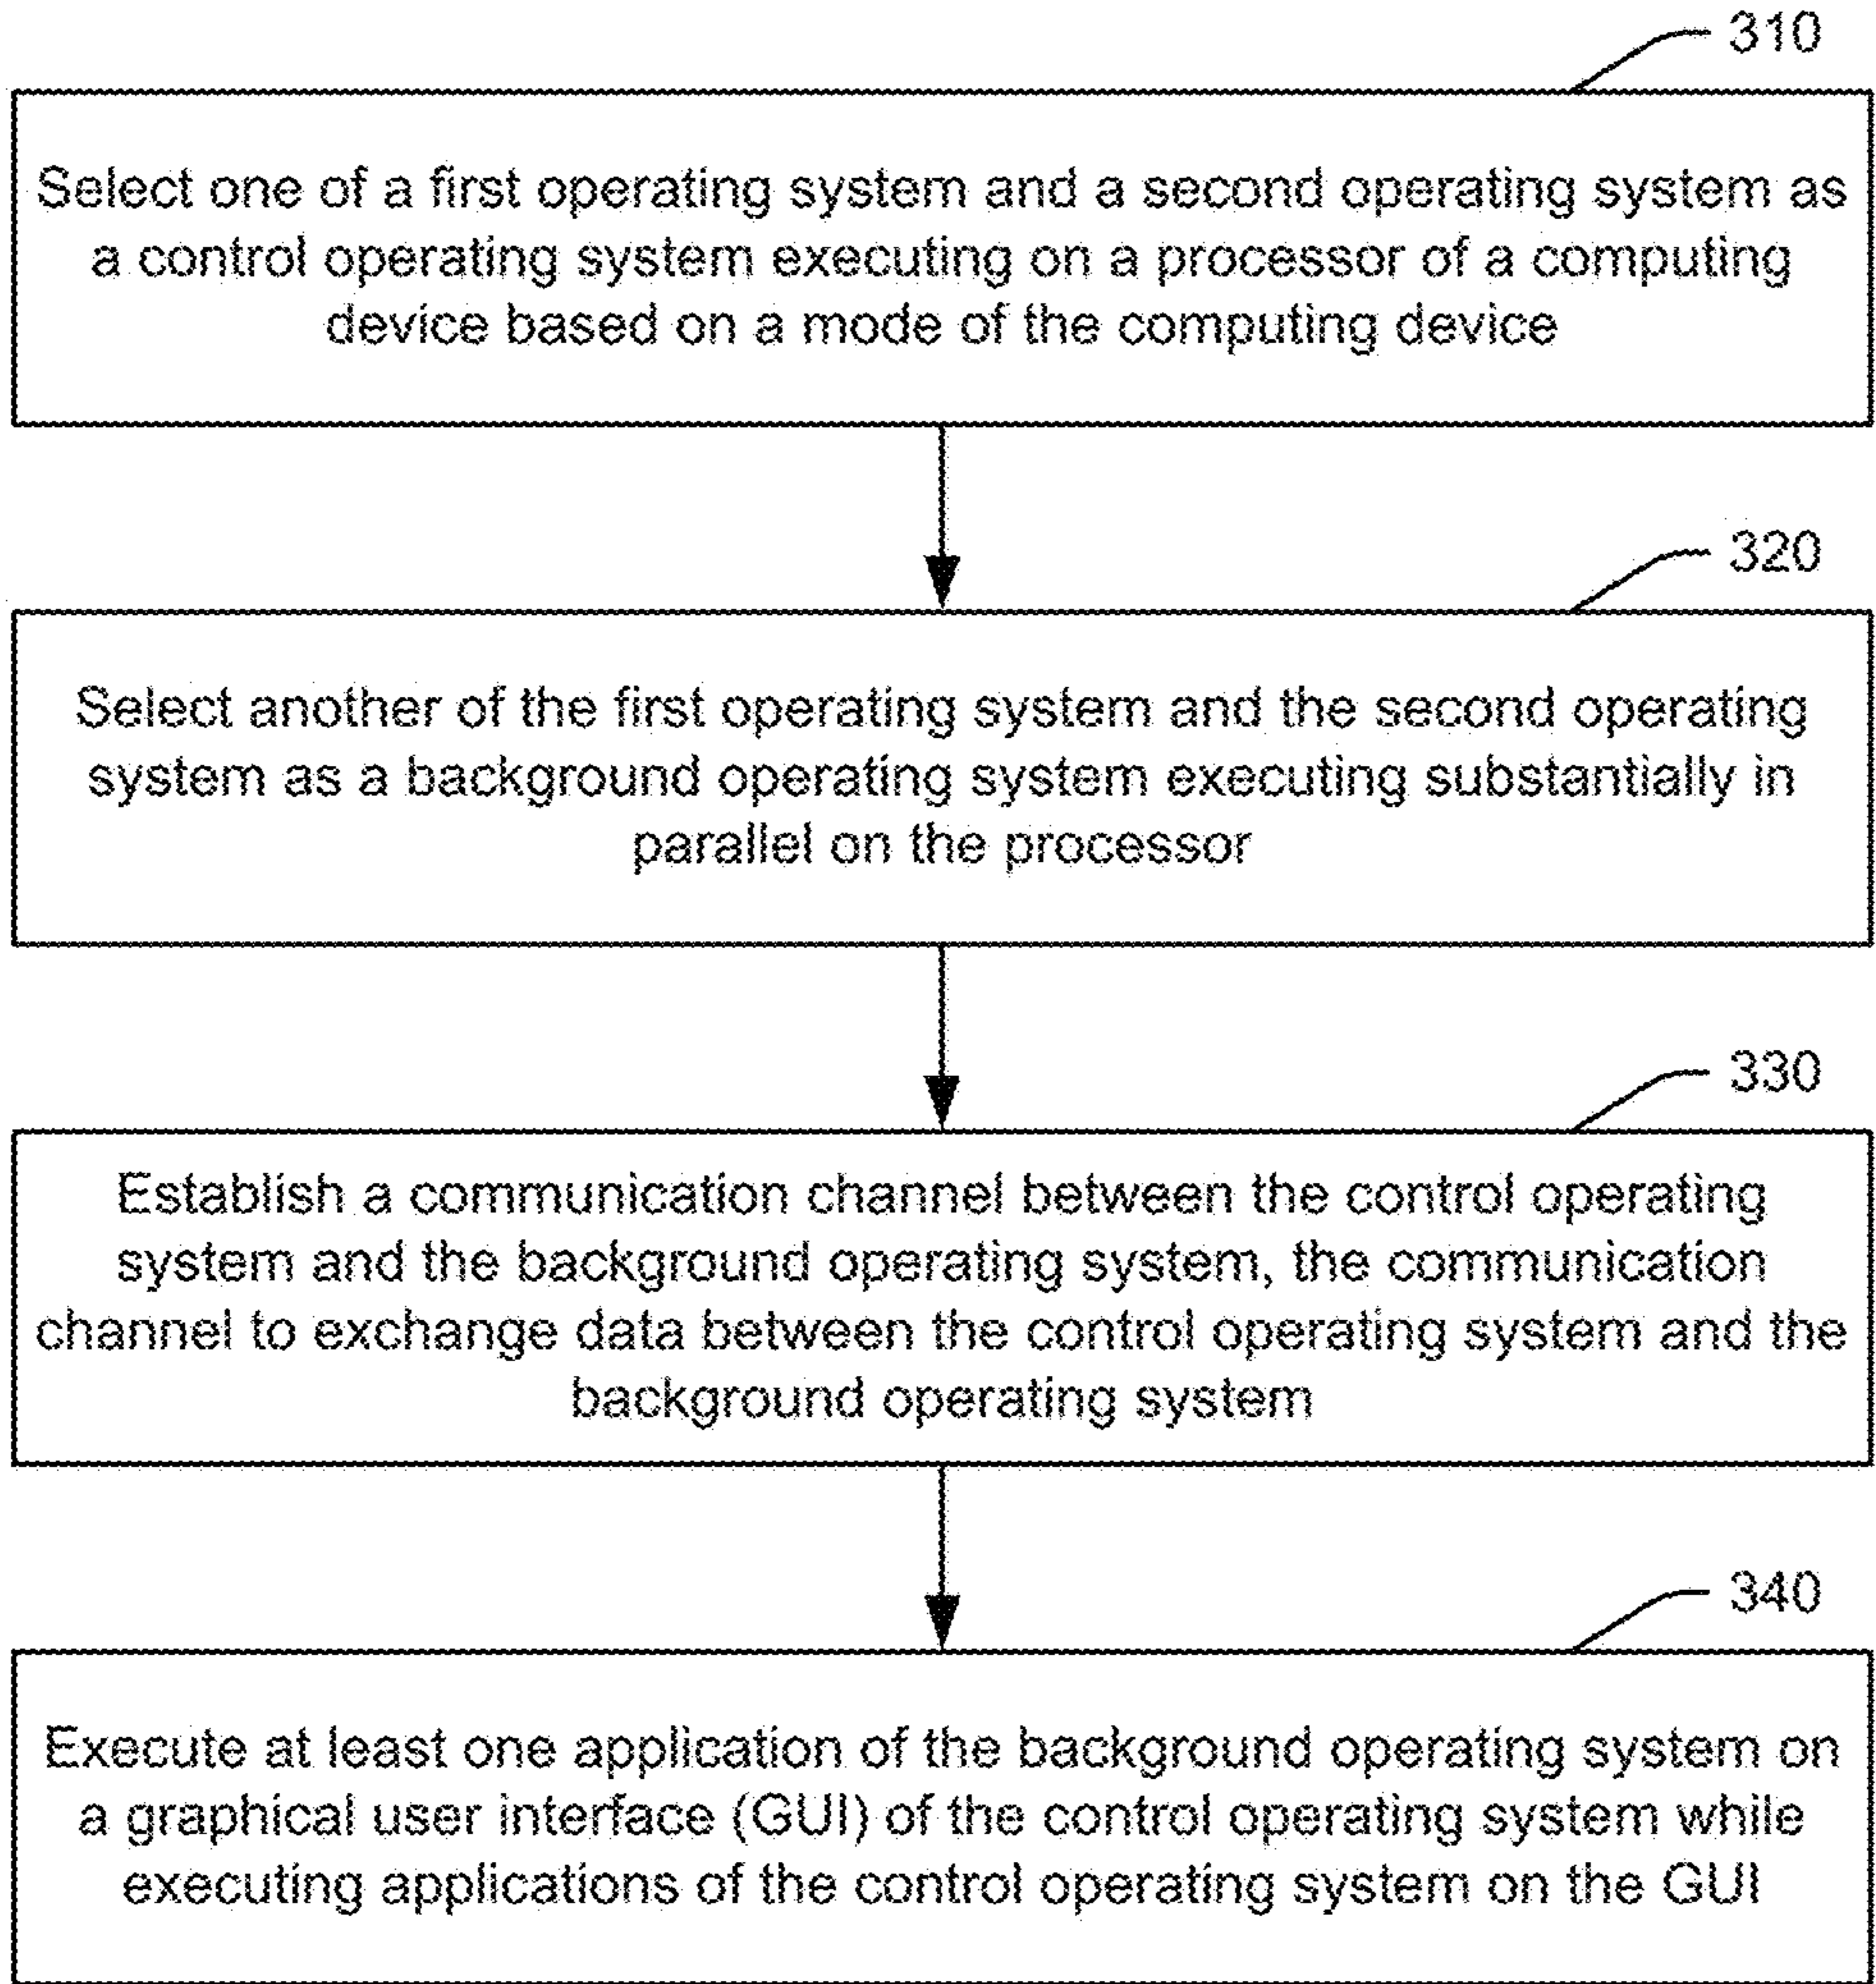 310
Select one of a first operating system and a second operating system as
a control operating system executing on a processor of a computing
device based on a mode of the computing device
320
Select another of the first operating system and the second operating
system as a background operating system executing substantially in
parallel on the processor
330
Establish a communication channel between the control operating
system and the background operating system, the communication
channel to exchange data between the control operating system and the
background operating system
340
Execute at least one application of the background operating system on
a graphical user interface (GUI) of the control operating system while
executing applications of the control operating system on the GUI